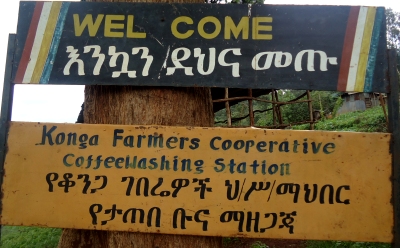 WEL COME
እንኳን /ደህና መጡ
Konga Farmers Cooperative
CoffeeWashing Station
የቆንጋ ገበሬዎች ህ/ሥ/ማህበር
የታጠበ ቡና ማዘጋጃ